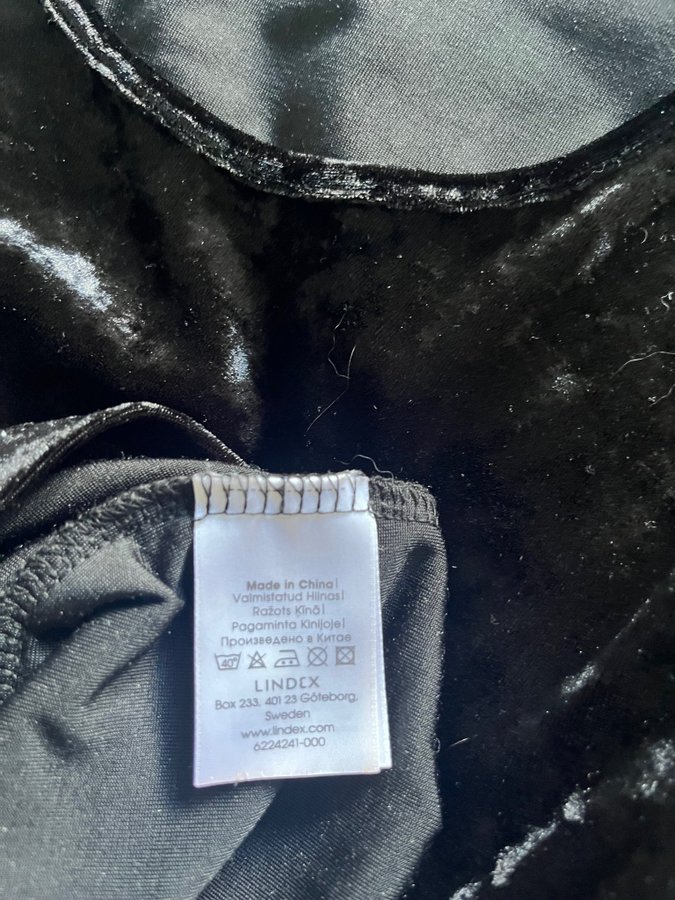 Made in China|
Valmistatud Hiinas|
Ražots Ķīnā|
Pagaminta Kinijoje|
Произведено в Китае
40°
LINDEX
Box 233, 401 23 Göteborg,
Sweden
www.lindex.com
6224241-000